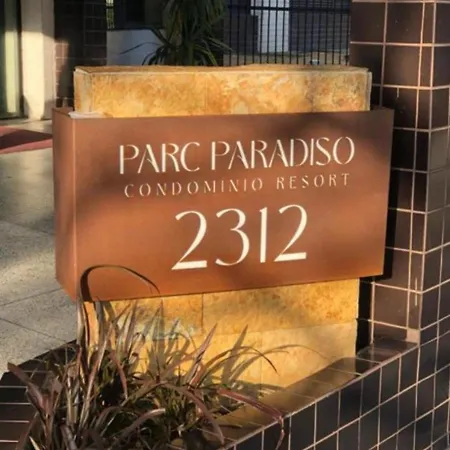 PARC PARADISO
CONDOMINIO RESORT
2312